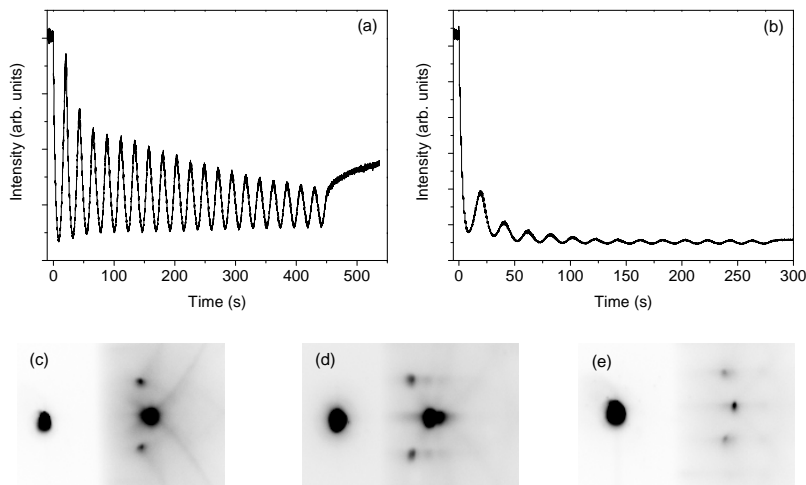 (a)
(b)
Intensity (arb. units)
Intensity (arb. units)
0 100 200 300 400 500
0 50 100 150 200 250 300
Time (s)
Time (s)
(c)
(d)
(e)